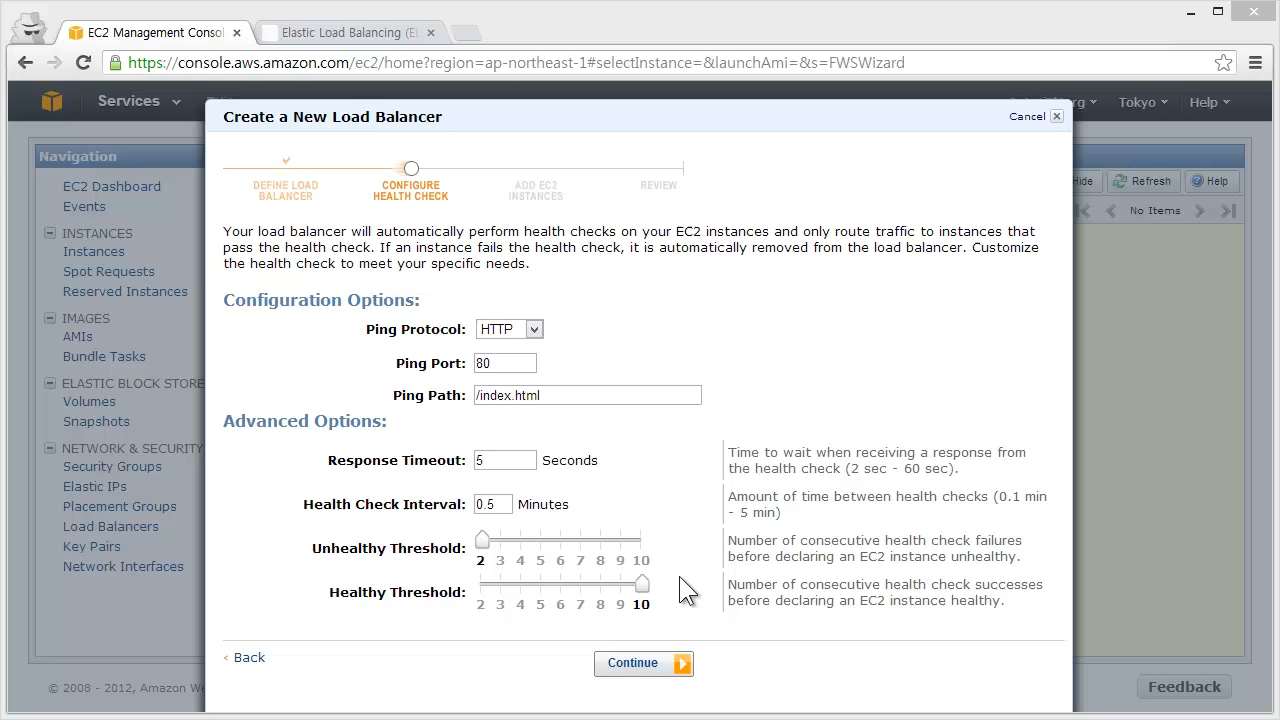 EC2 Management Consol
Elastic Load Balancing (E
https://console.aws.amazon.com/ec2/home?region=ap-northeast-1#selectInstance=&launchAmi=&s=FWSWizard
Services
Tokyo
Help
Navigation
EC2 Dashboard
Events
INSTANCES
Instances
Spot Requests
Reserved Instances
IMAGES
AMIs
Bundle Tasks
ELASTIC BLOCK STORE
Volumes
Snapshots
NETWORK & SECURITY
Security Groups
Elastic IPs
Placement Groups
Load Balancers
Key Pairs
Network Interfaces
Hide
Refresh
Help
No Items
Create a New Load Balancer
Cancel
DEFINE LOAD
BALANCER
CONFIGURE
HEALTH CHECK
ADD EC2
INSTANCES
REVIEW
Your load balancer will automatically perform health checks on your EC2 instances and only route traffic to instances that
pass the health check. If an instance fails the health check, it is automatically removed from the load balancer. Customize
the health check to meet your specific needs.
Configuration Options:
Ping Protocol: HTTP
Ping Port: 80
Ping Path: /index.html
Advanced Options:
Response Timeout: 5 Seconds
Time to wait when receiving a response from
the health check (2 sec - 60 sec).
Health Check Interval: 0.5 Minutes
Amount of time between health checks (0.1 min
- 5 min)
Unhealthy Threshold:
2 3 4 5 6 7 8 9 10
Number of consecutive health check failures
before declaring an EC2 instance unhealthy.
Healthy Threshold:
2 3 4 5 6 7 8 9 10
Number of consecutive health check successes
before declaring an EC2 instance healthy.
< Back
Continue
© 2008 - 2012, Amazon We
Feedback